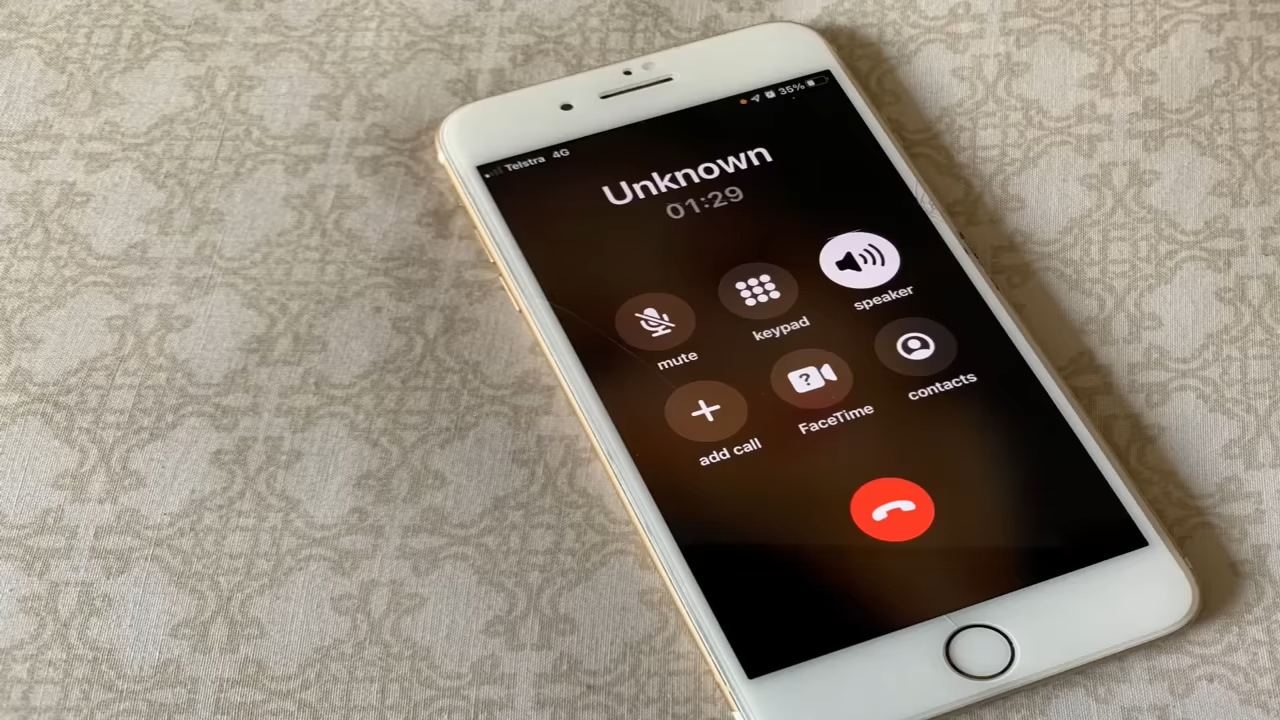 Telstra 4G
35%
Unknown
01:29
mute
keypad
speaker
add call
FaceTime
contacts